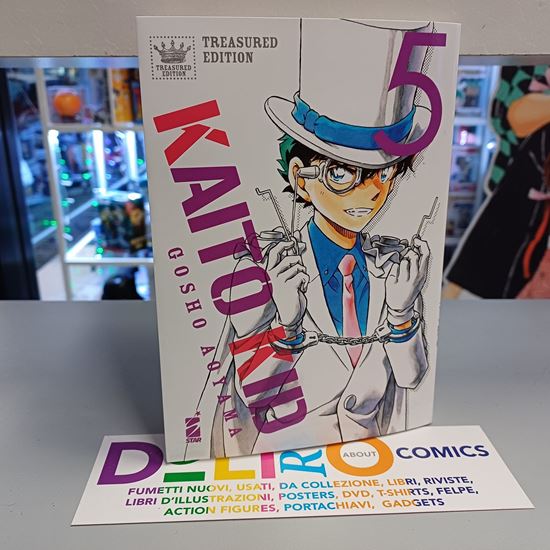 TREASURED
EDITION
TREASURED
EDITION
5
KAITO KID
GOSHO AOYAMA
STAR
DELIRIO
ABOUT
COMICS
FUMETTI NUOVI, USATI, DA COLLEZIONE, LIBRI, RIVISTE,
LIBRI D'ILLUSTRAZIONI, POSTERS, DVD, T-SHIRTS, FELPE,
ACTION FIGURES, PORTACHIAVI, GADGETS